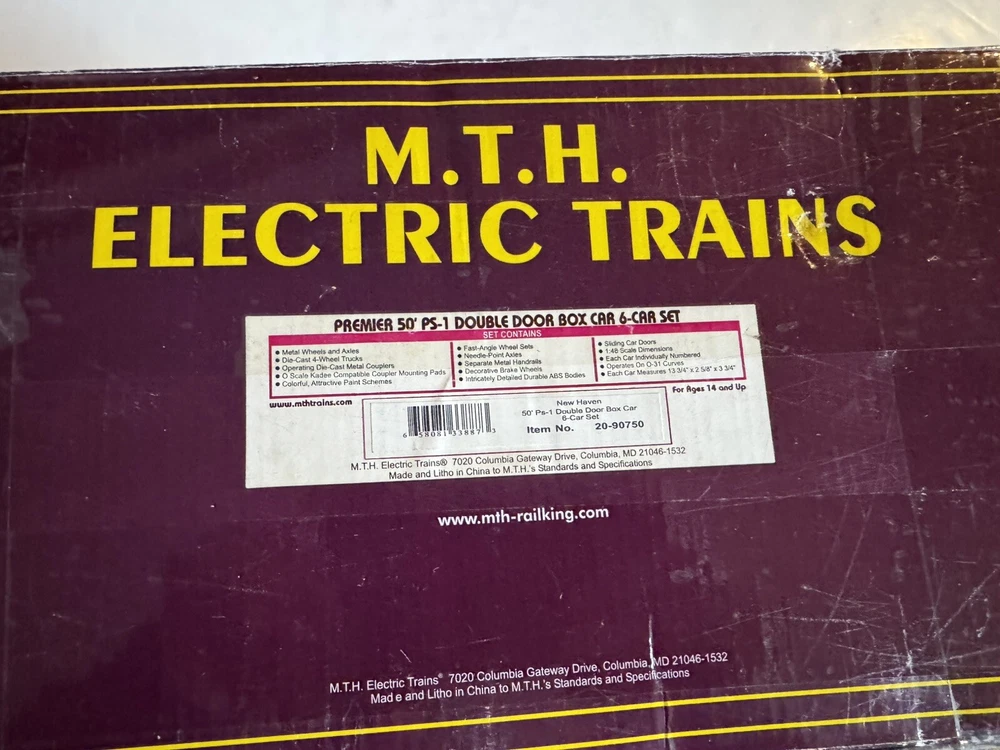 M.T.H.
ELECTRIC TRAINS
PREMIER 50' PS-1 DOUBLE DOOR BOX CAR 6-CAR SET
SET CONTAINS
• Metal Wheels and Axles
• Die-Cast 4-Wheel Trucks
• Operating Die-Cast Metal Couplers
• O Scale Kadee Compatible Coupler Mounting Pads
• Colorful, Attractive Paint Schemes
• Fast-Angle Wheel Sets
• Needle-Point Axles
• Separate Metal Handrails
• Decorative Brake Wheels
• Intricately Detailed Durable ABS Bodies
• Sliding Car Doors
• 1:48 Scale Dimensions
• Each Car Individually Numbered
• Operates On O-31 Curves
• Each Car Measures 13 3/4" x 2 5/8" x 3 3/4"
www.mthtrains.com
For Ages 14 and Up
New Haven
50' Ps-1 Double Door Box Car
6-Car Set
Item No. 20-90750
6 58081 33887 3
M.T.H. Electric Trains® 7020 Columbia Gateway Drive, Columbia, MD 21046-1532
Made and Litho in China to M.T.H.'s Standards and Specifications
www.mth-railking.com
M.T.H. Electric Trains® 7020 Columbia Gateway Drive, Columbia, MD 21046-1532
Made and Litho in China to M.T.H.'s Standards and Specifications